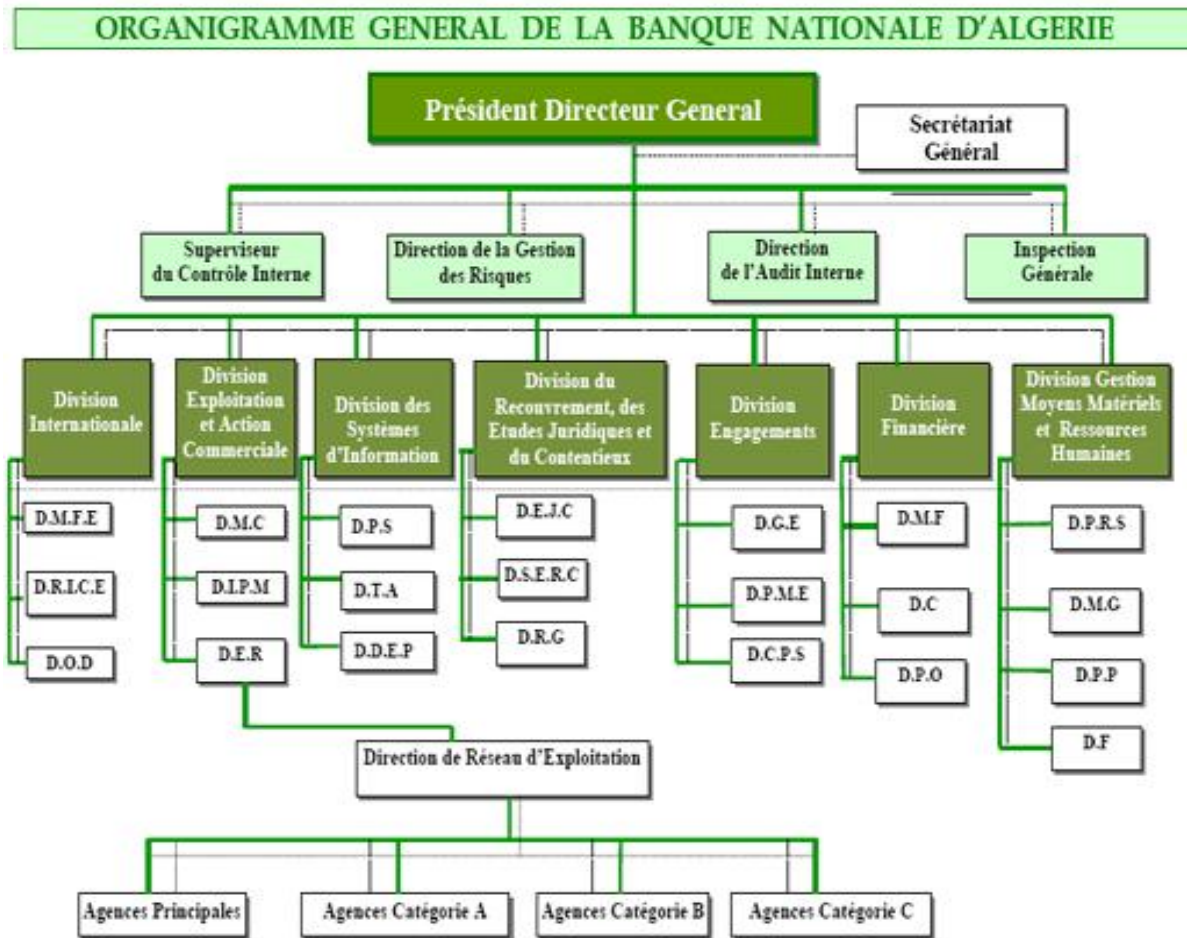 ORGANIGRAMME GENERAL DE LA BANQUE NATIONALE D'ALGERIE
Président Directeur General
Secrétariat
Général
Superviseur
du Contrôle Interne
Direction de la Gestion
des Risques
Direction
de l'Audit Interne
Inspection
Générale
Division
Internationale
Division
Exploitation
et Action
Commerciale
Division des
Systèmes
d'Information
Division du
Recouvrement, des
Etudes Juridiques et
du Contentieux
Division
Engagements
Division
Financière
Division Gestion
Moyens Matériels
et Ressources
Humaines
D.M.F.E
D.R.I.C.E
D.O.D
D.M.C
D.I.P.M
D.E.R
D.P.S
D.T.A
D.D.E.P
D.E.J.C
D.S.E.R.C
D.R.G
D.G.E
D.P.M.E
D.C.P.S
D.M.F
D.C
D.P.O
D.P.R.S
D.M.G
D.P.P
D.F
Direction de Réseau d'Exploitation
Agences Principales
Agences Catégorie A
Agences Catégorie B
Agences Catégorie C